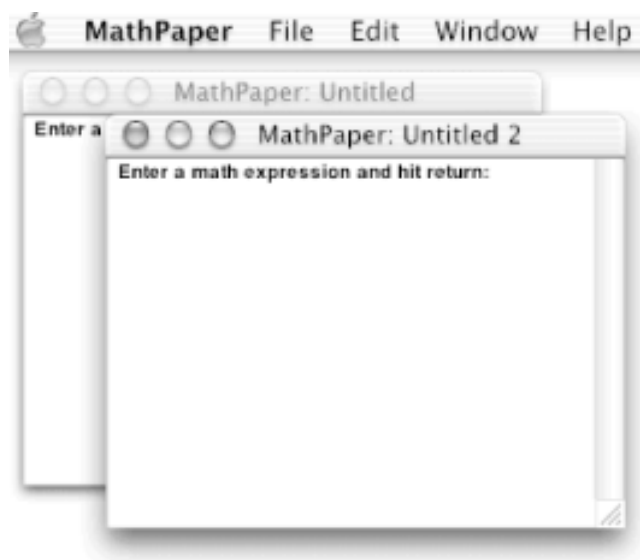 MathPaper File Edit Window Help
MathPaper: Untitled
Enter a
MathPaper: Untitled 2
Enter a math expression and hit return: